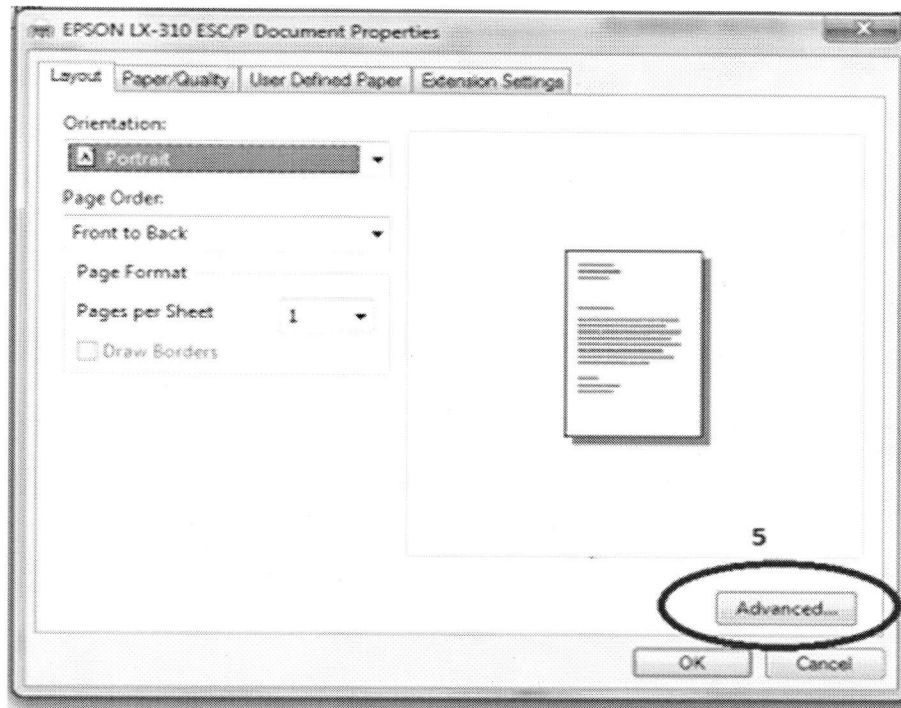 EPSON LX-310 ESC/P Document Properties
Layout Paper/Quality User Defined Paper Extension Settings
Orientation:
Portrait
Page Order:
Front to Back
Page Format
Pages per Sheet 1
Draw Borders
5
Advanced...
OK Cancel